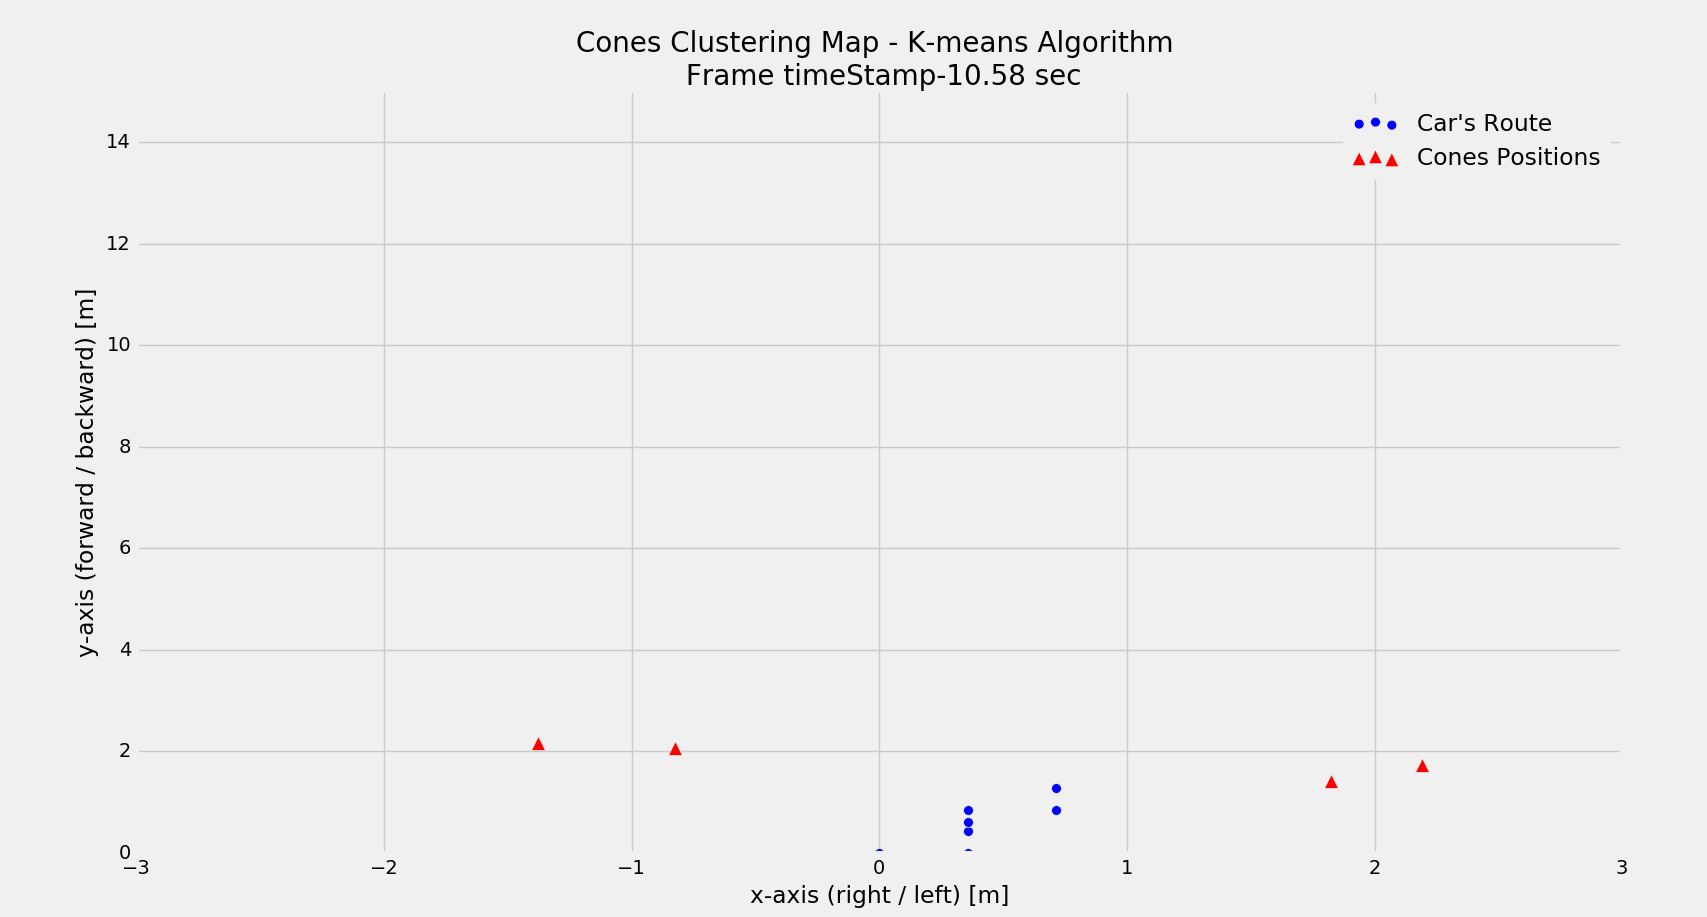 Cones Clustering Map - K-means Algorithm
Frame timeStamp-10.58 sec
Car's Route
Cones Positions
y-axis (forward / backward) [m]
14
12
10
8
6
4
2
0
−3 −2 −1 0 1 2 3
x-axis (right / left) [m]